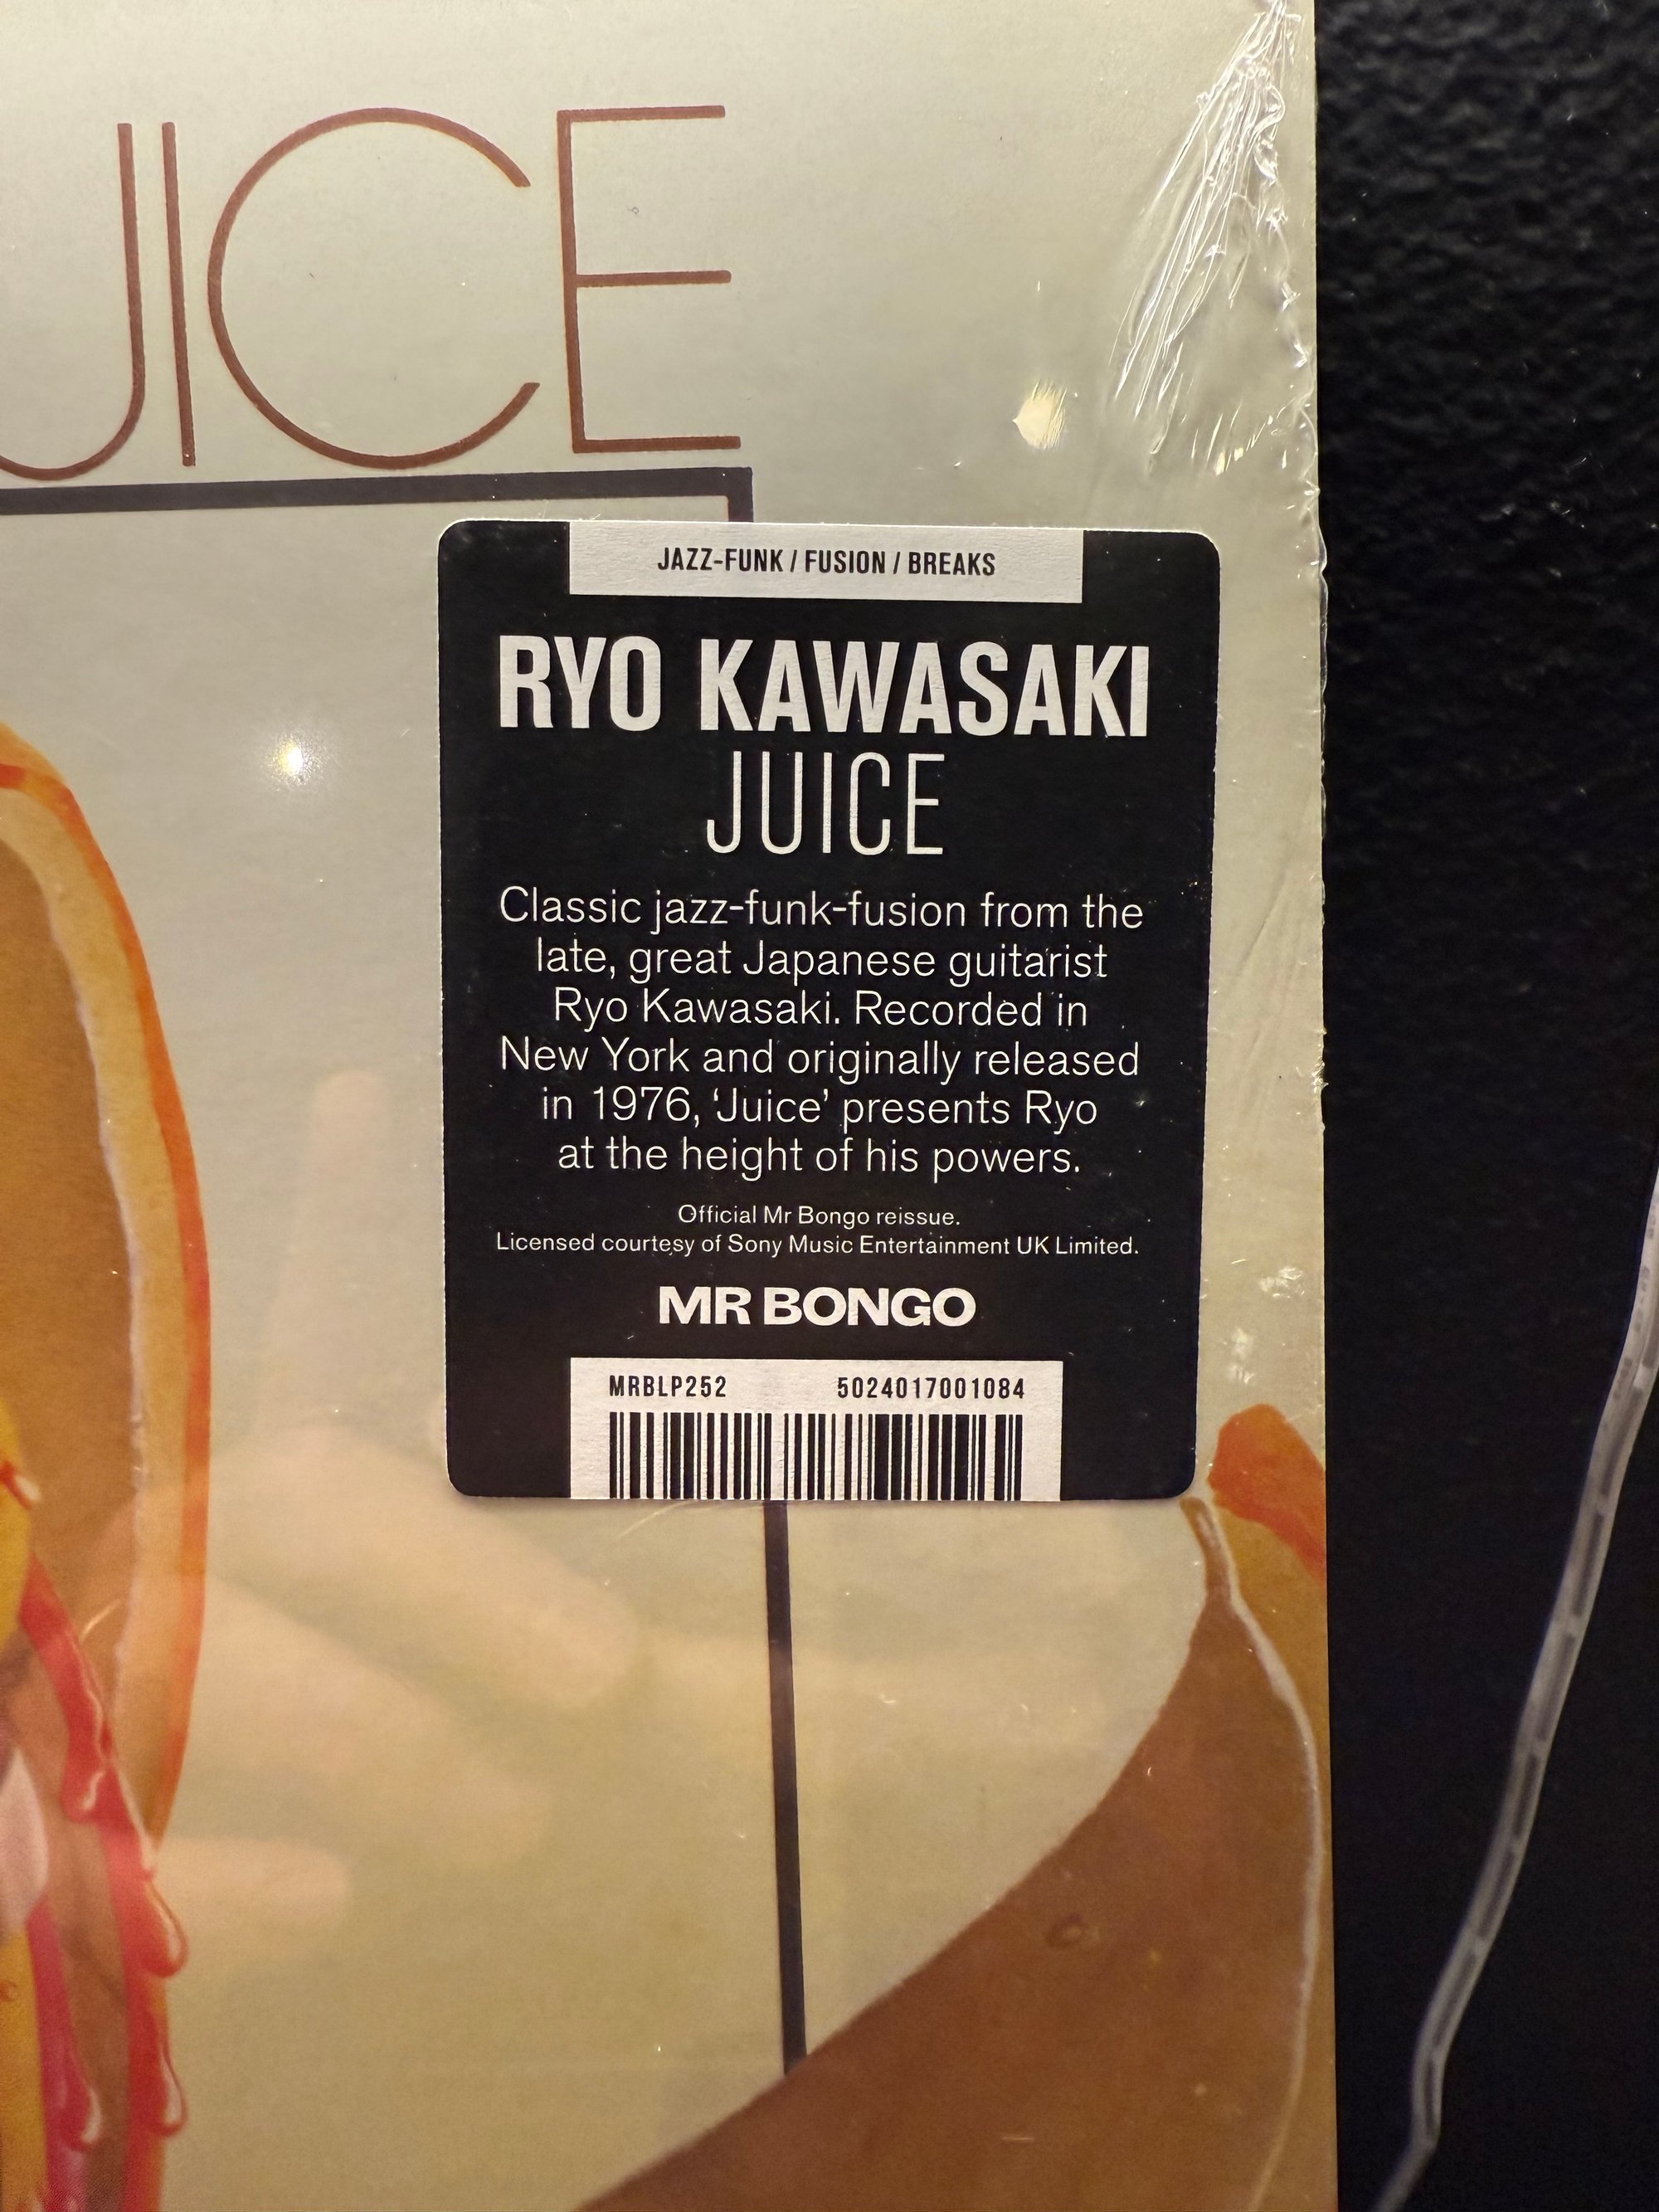 JUICE
JAZZ-FUNK / FUSION / BREAKS
RYO KAWASAKI
JUICE
Classic jazz-funk-fusion from the
late, great Japanese guitarist
Ryo Kawasaki. Recorded in
New York and originally released
in 1976, ‘Juice’ presents Ryo
at the height of his powers.
Official Mr Bongo reissue.
Licensed courtesy of Sony Music Entertainment UK Limited.
MR BONGO
MRBLP252 5024017001084